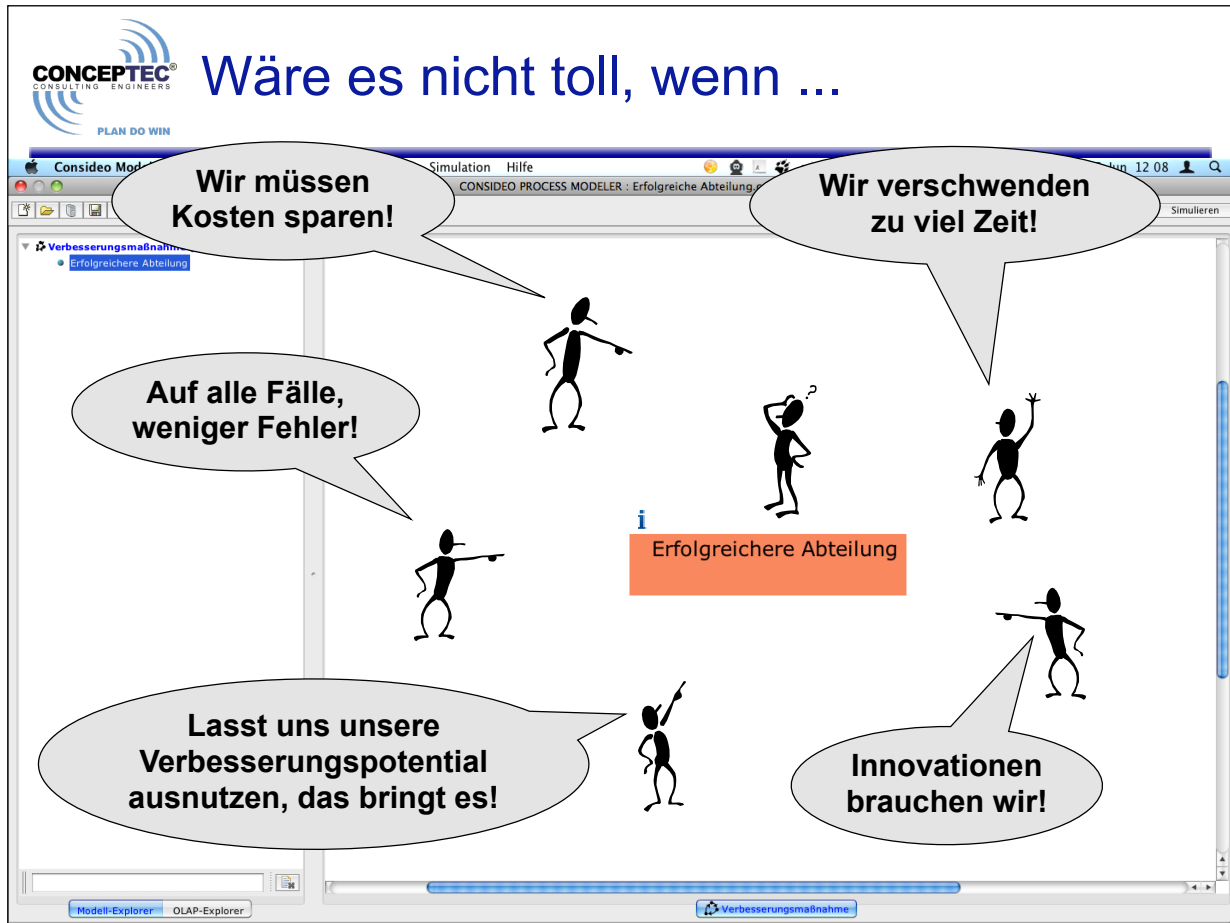 CONCEPTEC®
CONSULTING ENGINEERS
PLAN DO WIN
Wäre es nicht toll, wenn ...
Simulation Hilfe
12 08
CONSIDEO PROCESS MODELER : Erfolgreiche Abteilung
Simulieren
Wir müssen
Kosten sparen!
Wir verschwenden
zu viel Zeit!
Erfolgreichere Abteilung
Auf alle Fälle,
weniger Fehler!
?
i
Erfolgreichere Abteilung
Lasst uns unsere
Verbesserungspotential
ausnutzen, das bringt es!
Innovationen
brauchen wir!
Modell-Explorer OLAP-Explorer
Verbesserungsmaßnahme